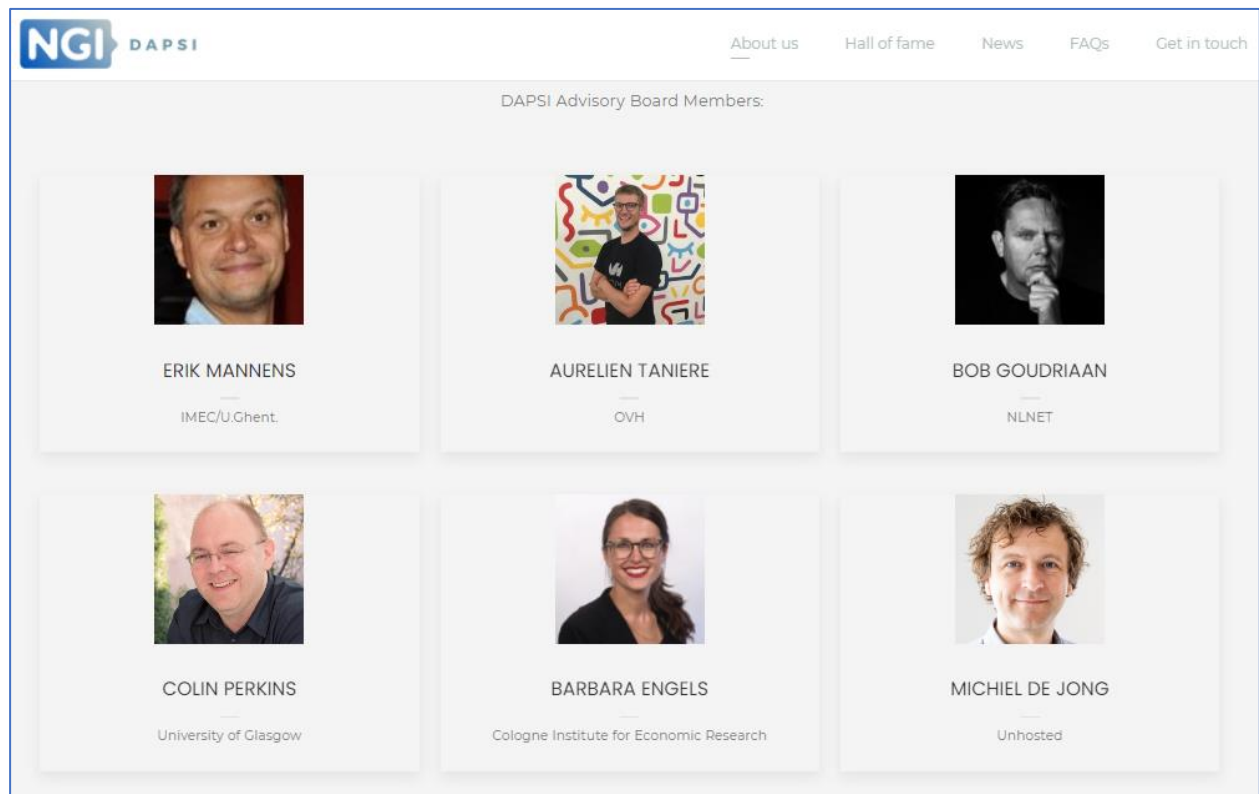 NGI DAPSI
About us Hall of fame News FAQs Get in touch
DAPSI Advisory Board Members:
ERIK MANNENS
IMEC/U.Ghent.
AURELIEN TANIERE
OVH
BOB GOUDRIAAN
NLNET
COLIN PERKINS
University of Glasgow
BARBARA ENGELS
Cologne Institute for Economic Research
MICHIEL DE JONG
Unhosted